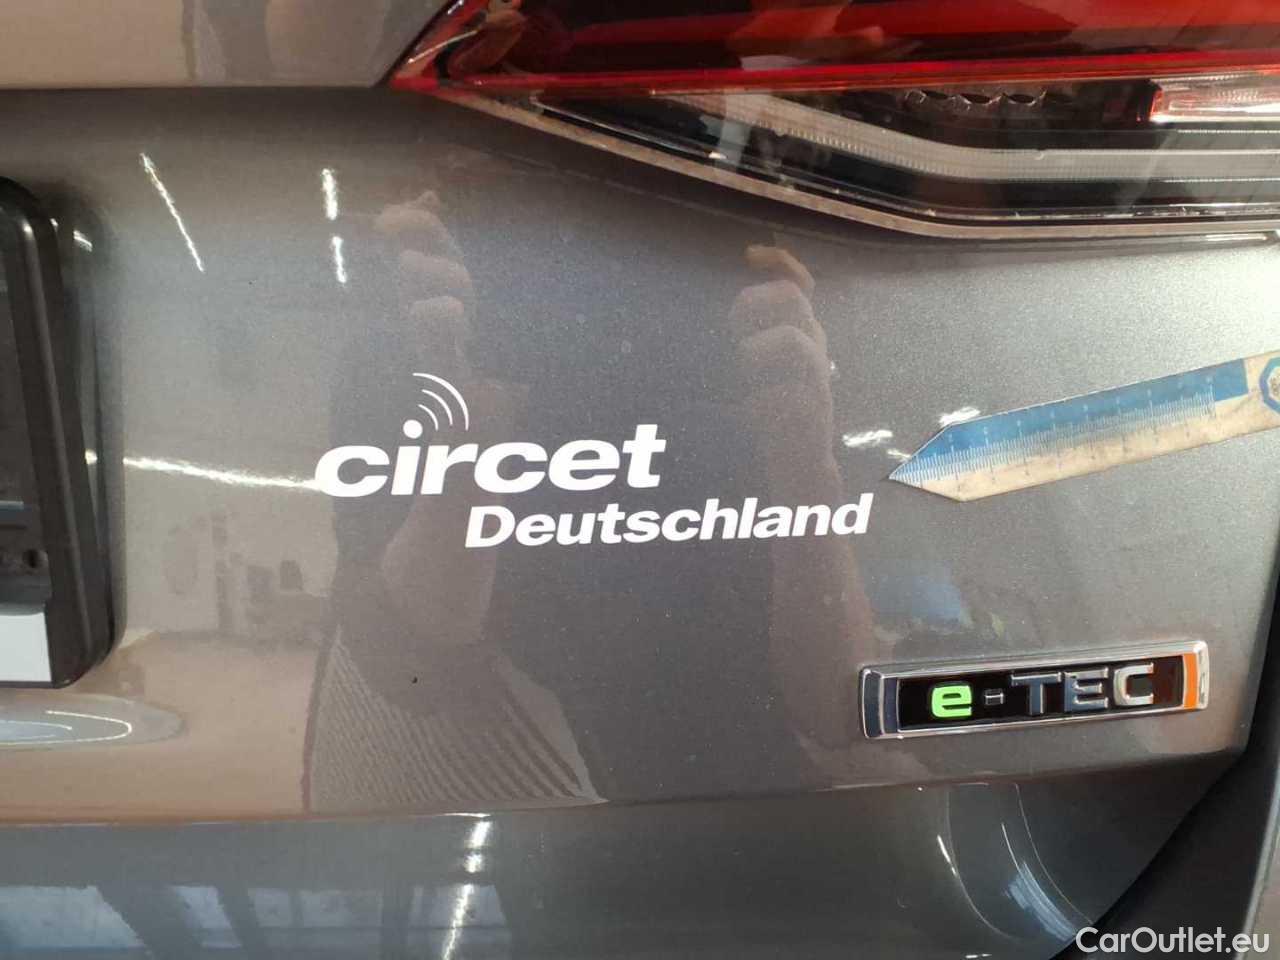 circet
Deutschland
e-TEC
CarOutlet.eu